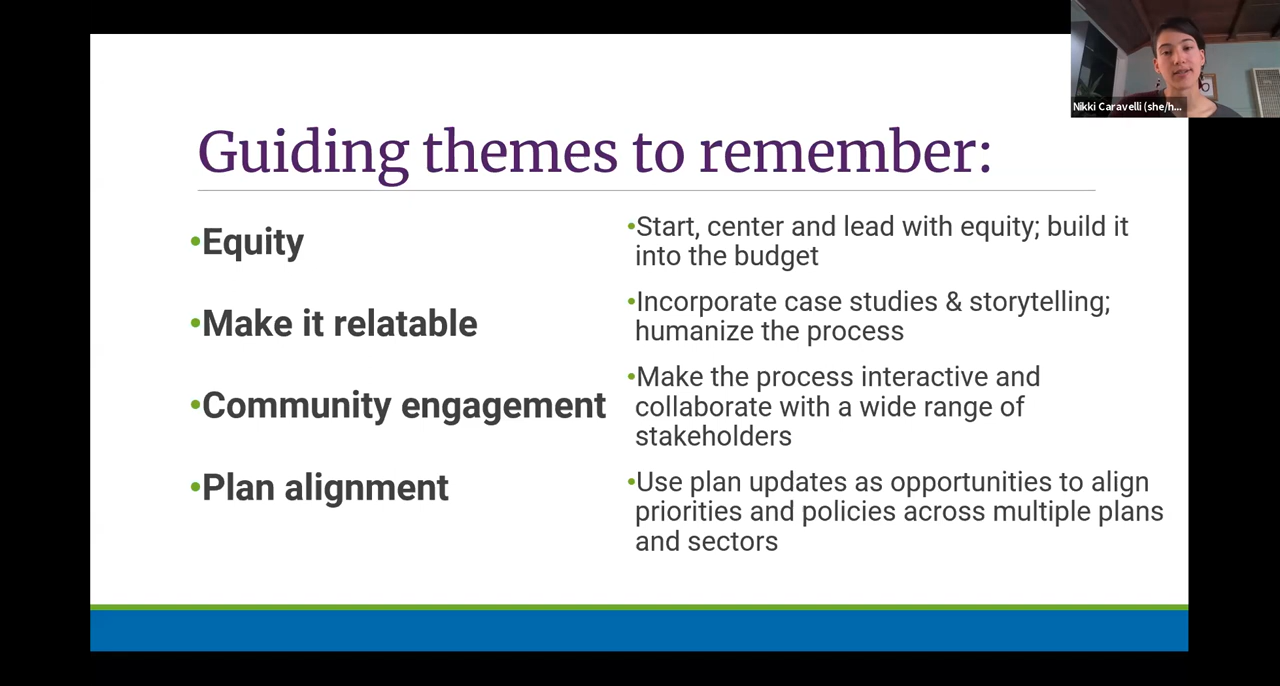 Nikki Caravelli (she/h...
Guiding themes to remember:
•Equity
•Make it relatable
•Community engagement
•Plan alignment
•Start, center and lead with equity; build it
into the budget
•Incorporate case studies & storytelling;
humanize the process
•Make the process interactive and
collaborate with a wide range of
stakeholders
•Use plan updates as opportunities to align
priorities and policies across multiple plans
and sectors